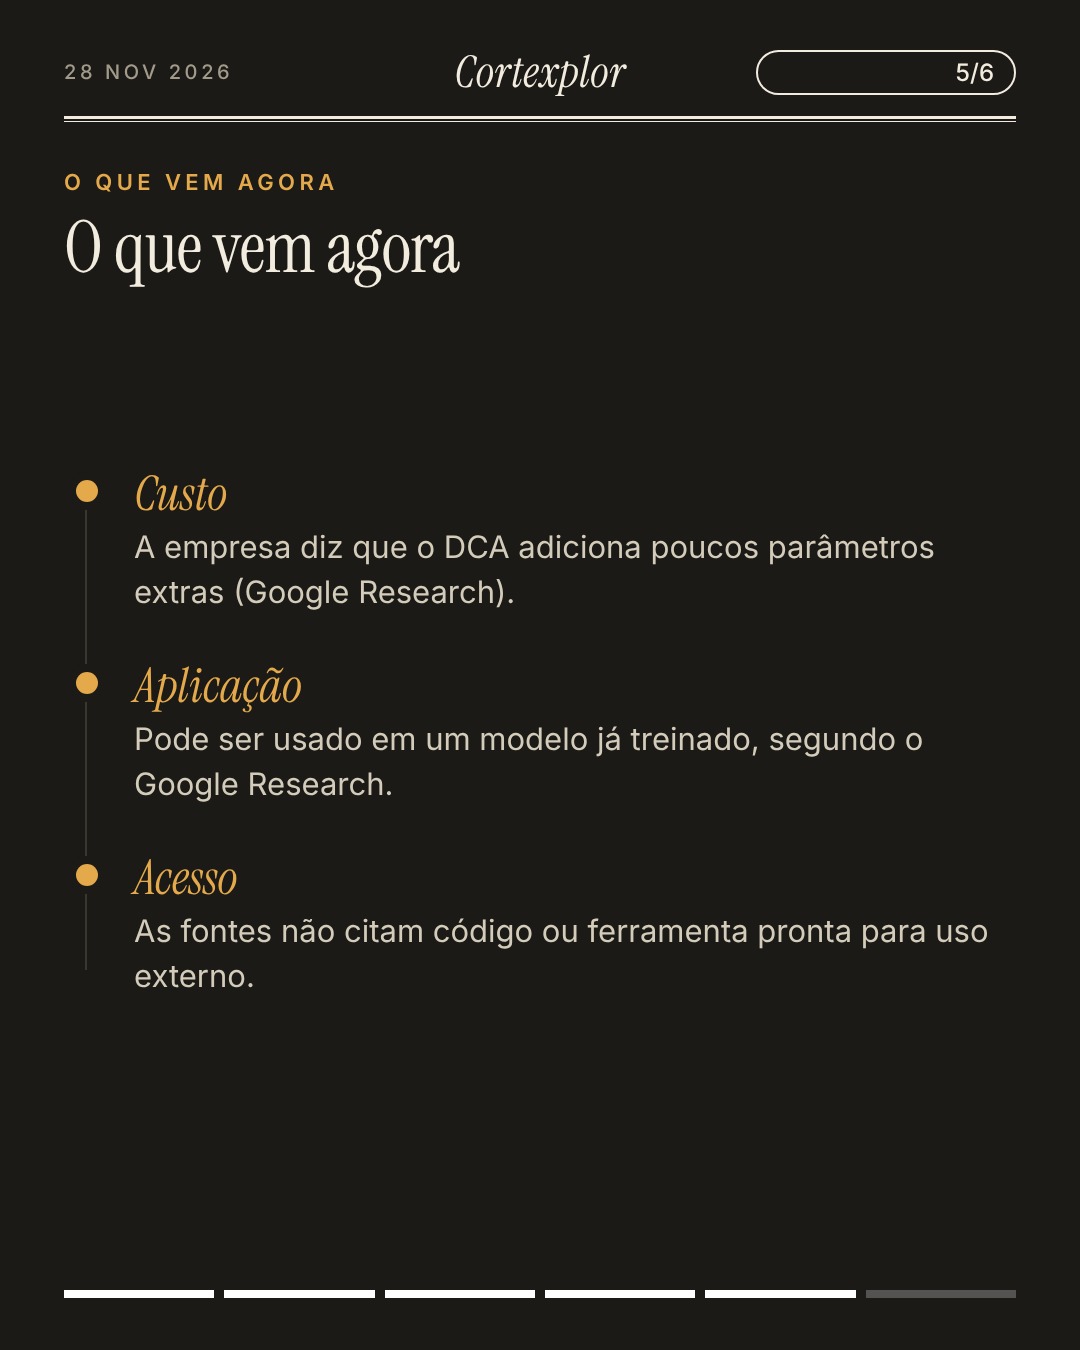 28 NOV 2026
Cortexplor
5/6
O QUE VEM AGORA
O que vem agora
Custo
A empresa diz que o DCA adiciona poucos parâmetros
extras (Google Research).
Aplicação
Pode ser usado em um modelo já treinado, segundo o
Google Research.
Acesso
As fontes não citam código ou ferramenta pronta para uso
externo.